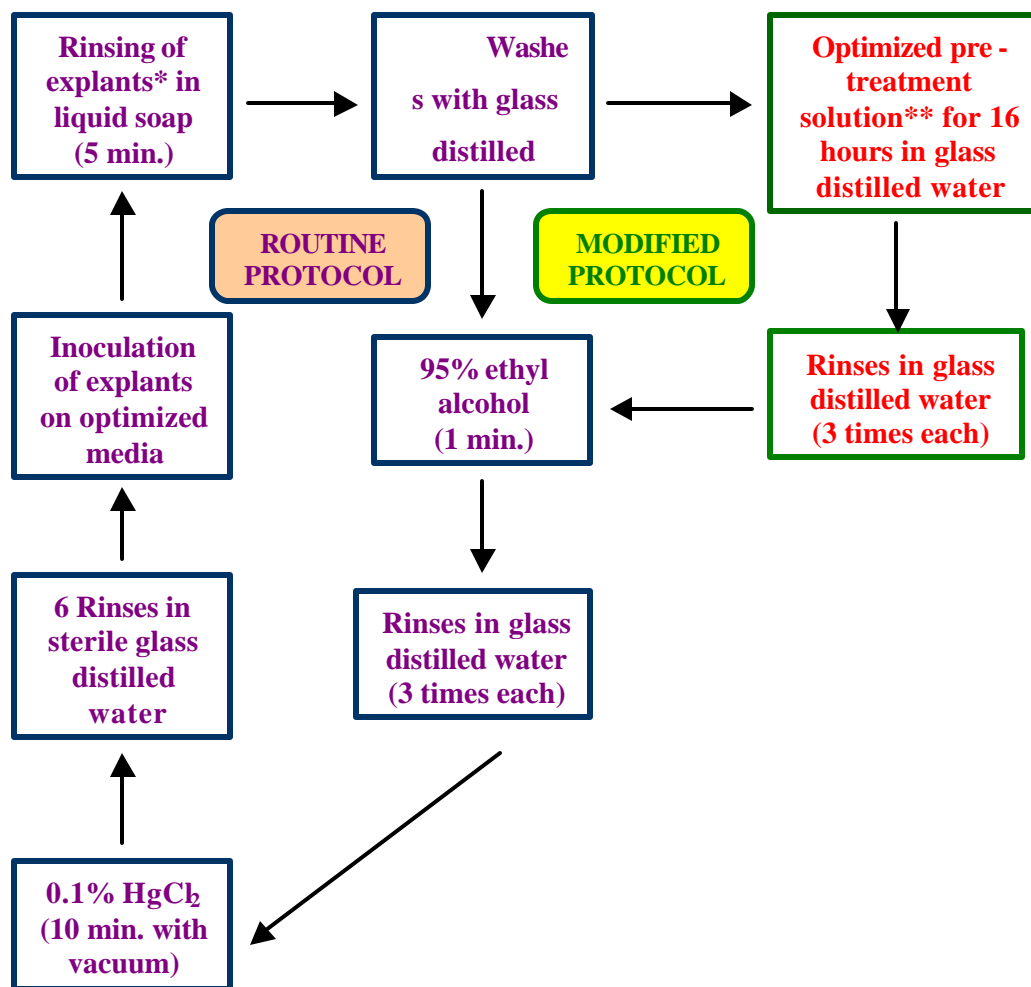 Rinsing of
explants* in
liquid soap
(5 min.)
Washe
s with glass
distilled
Optimized pre -
treatment
solution** for 16
hours in glass
distilled water
ROUTINE
PROTOCOL
MODIFIED
PROTOCOL
Inoculation
of explants
on optimized
media
95% ethyl
alcohol
(1 min.)
Rinses in glass
distilled water
(3 times each)
6 Rinses in
sterile glass
distilled
water
Rinses in glass
distilled water
(3 times each)
0.1% HgCl₂
(10 min. with
vacuum)